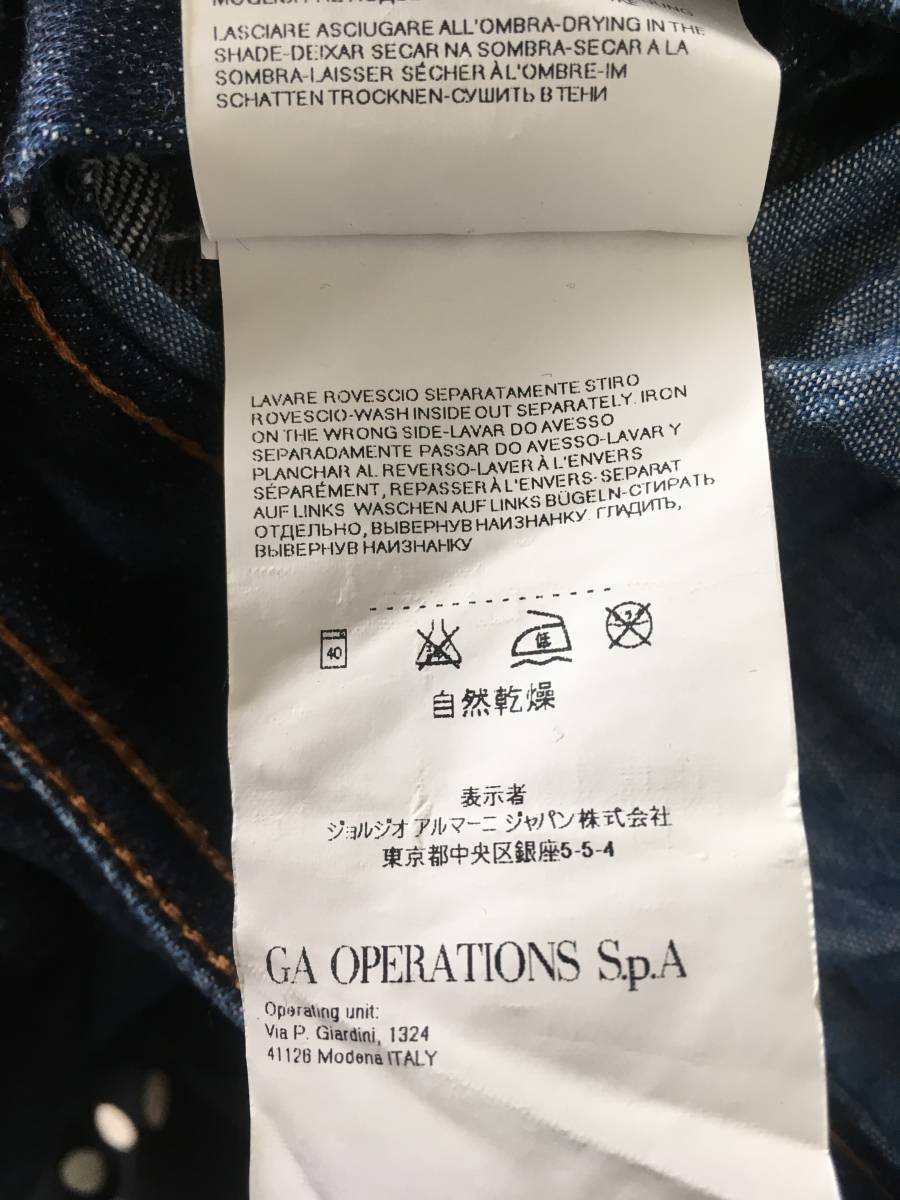 LASCIARE ASCIUGARE ALL'OMBRA-DRYING IN THE
SHADE-DEIXAR SECAR NA SOMBRA-SECAR A LA
SOMBRA-LAISSER SÉCHER À L'OMBRE-IM
SCHATTEN TROCKNEN-СУШИТЬ В ТЕНИ
LAVARE ROVESCIO SEPARATAMENTE STIRO
ROVESCIO-WASH INSIDE OUT SEPARATELY. IRON
ON THE WRONG SIDE-LAVAR DO AVESSO
SEPARADAMENTE PASSAR DO AVESSO-LAVAR Y
PLANCHAR AL REVERSO-LAVER À L'ENVERS
SÉPARÉMENT, REPASSER À L'ENVERS-SEPARAT
AUF LINKS WASCHEN AUF LINKS BÜGELN-СТИРАТЬ
ОТДЕЛЬНО, ВЫВЕРНУВ НАИЗНАНКУ. ГЛАДИТЬ,
ВЫВЕРНУВ НАИЗНАНКУ
40 低
自然乾燥
表示者
ジョルジオ アルマーニ ジャパン株式会社
東京都中央区銀座5-5-4
GA OPERATIONS S.p.A
Operating unit:
Via P. Giardini, 1324
41126 Modena ITALY